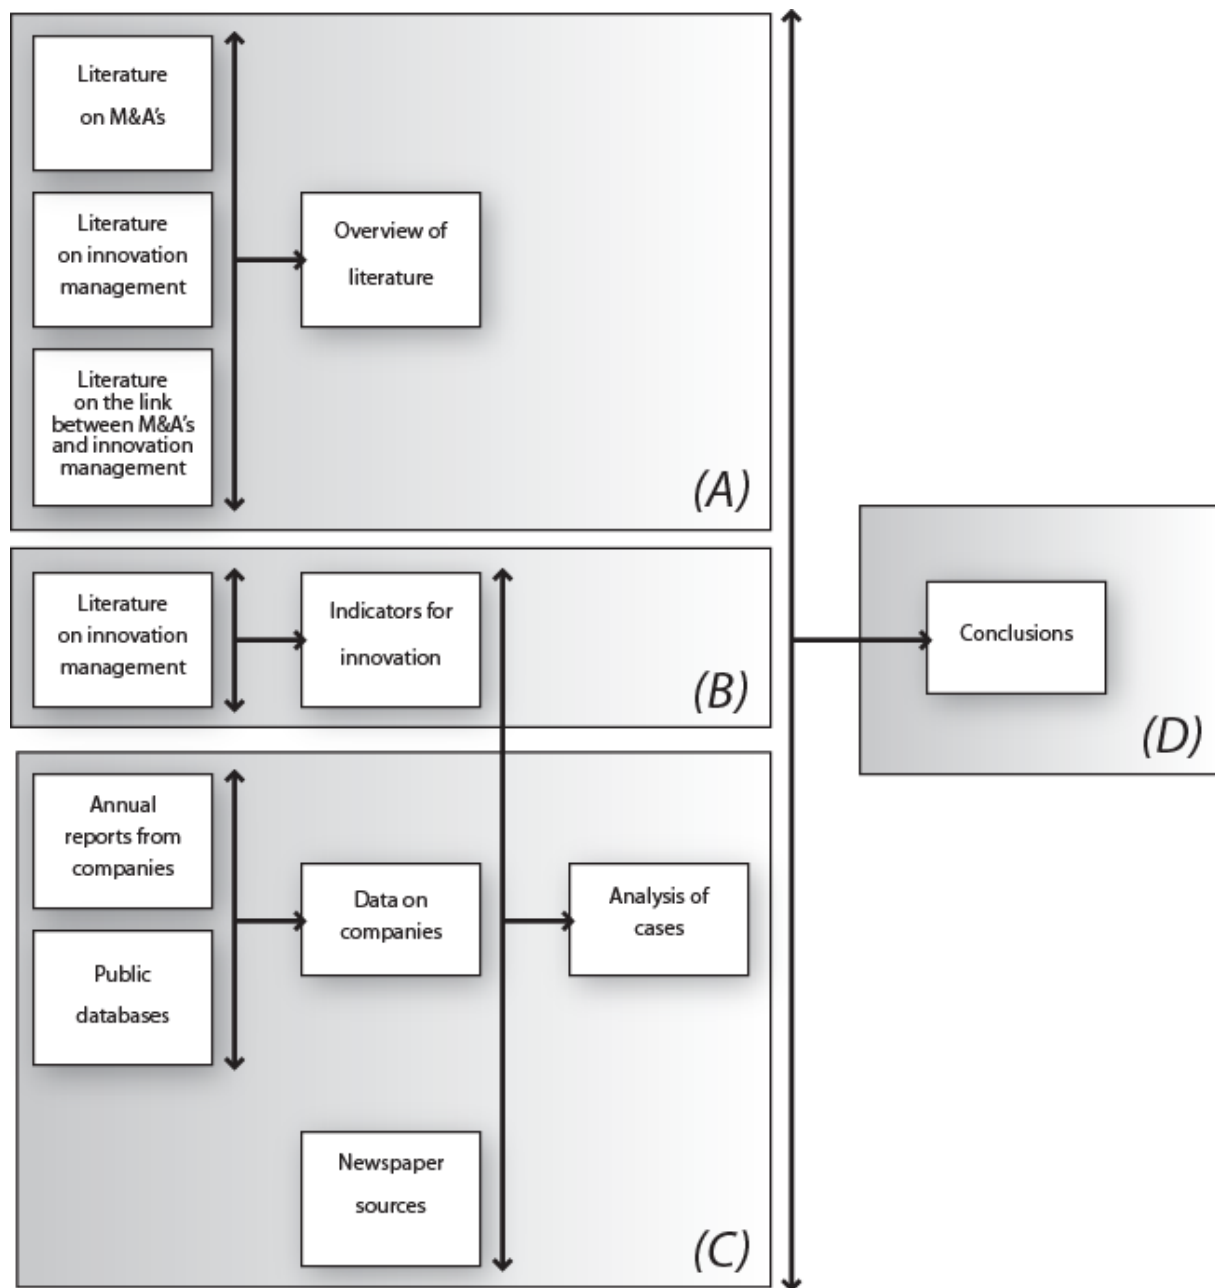 Literature
on M&A's
Literature
on innovation
management
Literature
on the link
between M&A's
and innovation
management
Overview of
literature
(A)
Literature
on innovation
management
Indicators for
innovation
(B)
Annual
reports from
companies
Public
databases
Data on
companies
Newspaper
sources
Analysis of
cases
(C)
Conclusions
(D)